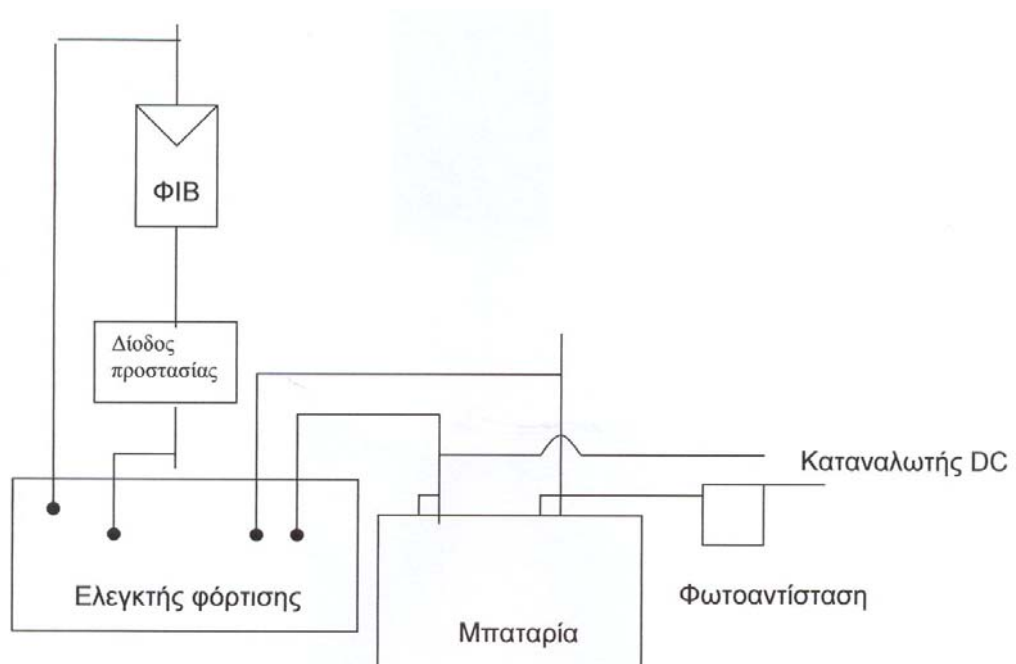 ΦΙΒ
Δίοδος
προστασίας
Καταναλωτής DC
Ελεγκτής φόρτισης
Φωτοαντίσταση
Μπαταρία